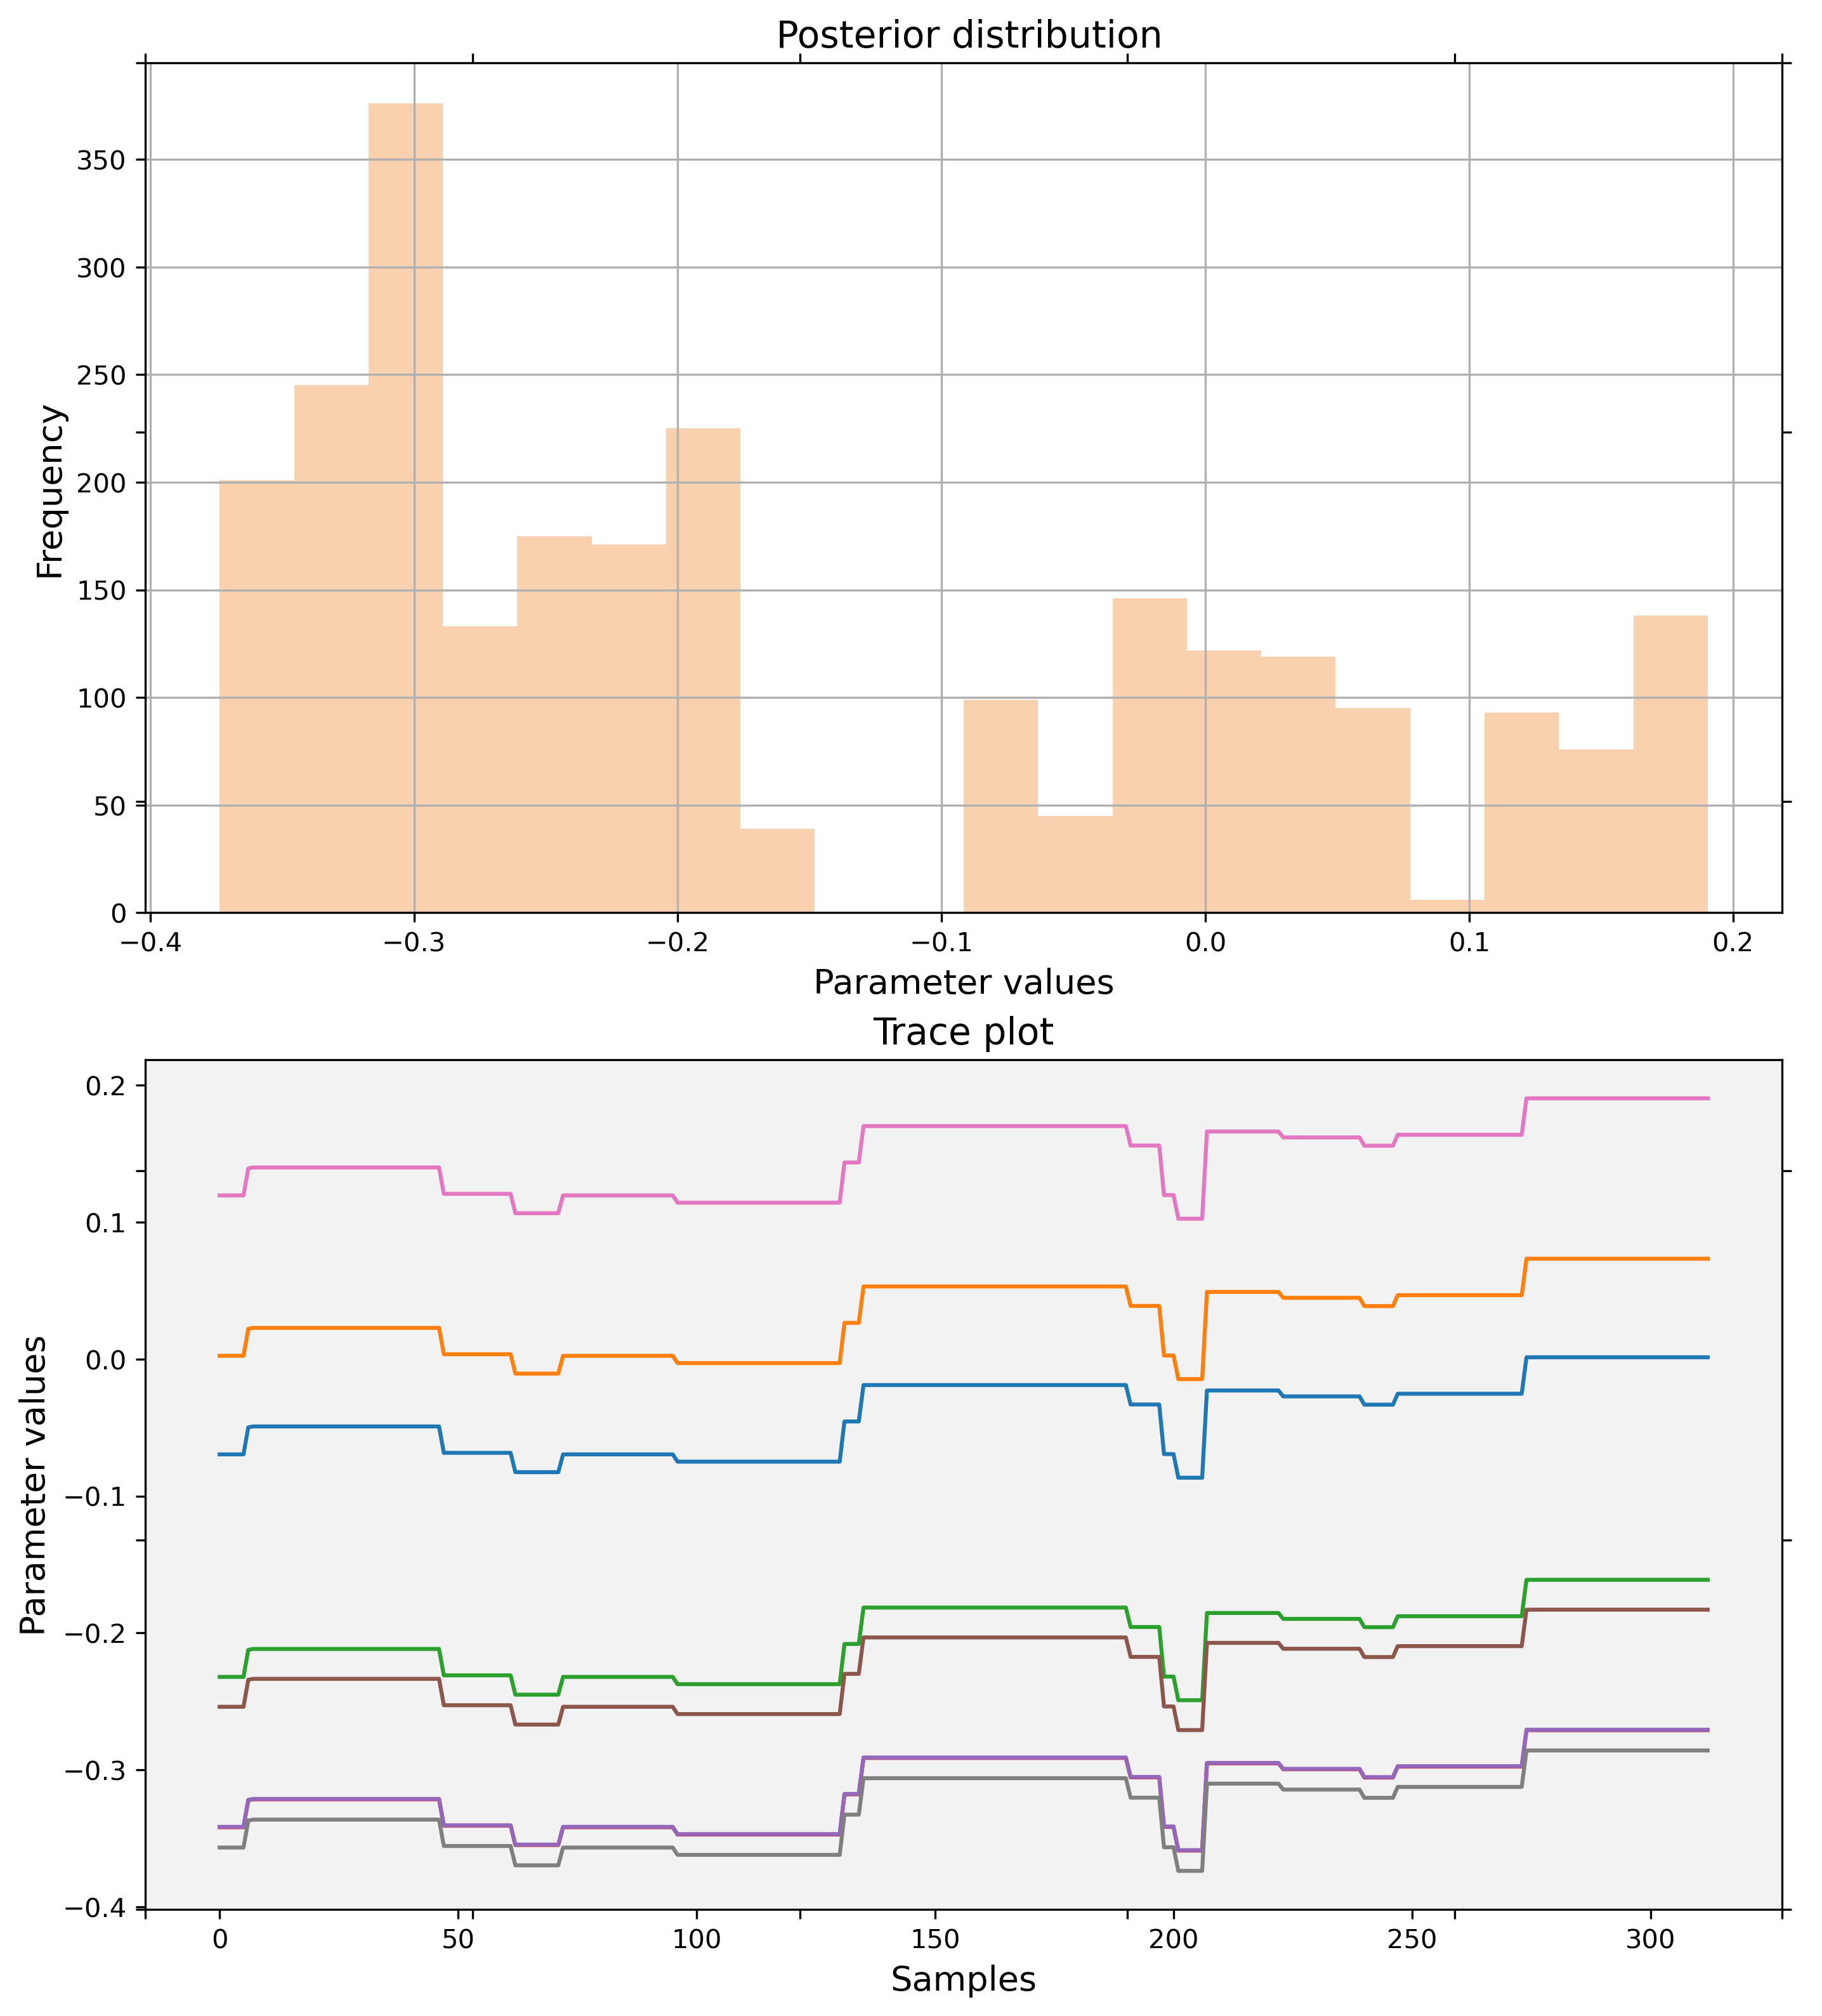 Posterior distribution
350
300
250
200
150
100
50
0
Frequency
−0.4 −0.3 −0.2 −0.1 0.0 0.1 0.2
Parameter values
Trace plot
0.2
0.1
0.0
−0.1
−0.2
−0.3
−0.4
Parameter values
0 50 100 150 200 250 300
Samples